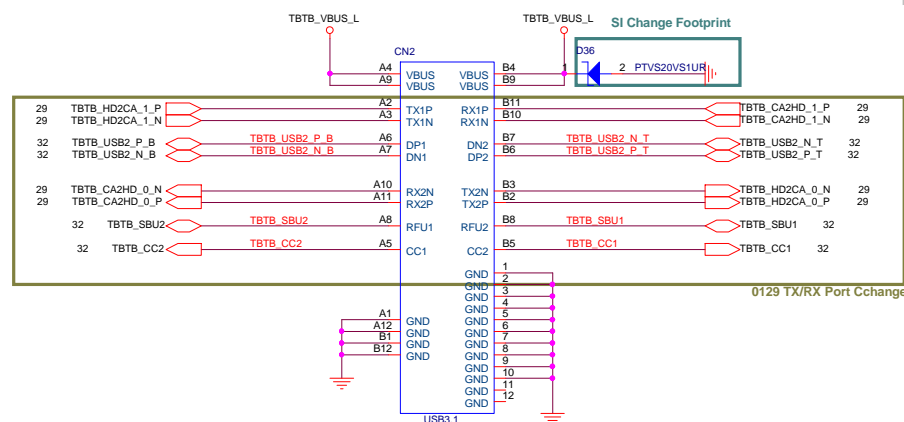 TBTB_VBUS_L TBTB_VBUS_L SI Change Footprint
CN2 D36
A4 VBUS VBUS B4 1 2 PTVS20VS1UR
A9 VBUS VBUS B9
29 TBTB_HD2CA_1_P A2 TX1P RX1P B11 TBTB_CA2HD_1_P 29
29 TBTB_HD2CA_1_N A3 TX1N RX1N B10 TBTB_CA2HD_1_N 29
32 TBTB_USB2_P_B TBTB_USB2_P_B A6 DP1 DN2 B7 TBTB_USB2_N_T TBTB_USB2_N_T 32
32 TBTB_USB2_N_B TBTB_USB2_N_B A7 DN1 DP2 B6 TBTB_USB2_P_T TBTB_USB2_P_T 32
29 TBTB_CA2HD_0_N A10 RX2N TX2N B3 TBTB_HD2CA_0_N 29
29 TBTB_CA2HD_0_P A11 RX2P TX2P B2 TBTB_HD2CA_0_P 29
32 TBTB_SBU2 TBTB_SBU2 A8 RFU1 RFU2 B8 TBTB_SBU1 TBTB_SBU1 32
32 TBTB_CC2 TBTB_CC2 A5 CC1 CC2 B5 TBTB_CC1 TBTB_CC1 32
GND 1
GND 2
GND 3
0129 TX/RX Port Cchange
GND 4
A1 GND GND 5
A12 GND GND 6
B1 GND GND 7
B12 GND GND 8
GND 9
GND 10
GND 11
GND 12
USB3.1